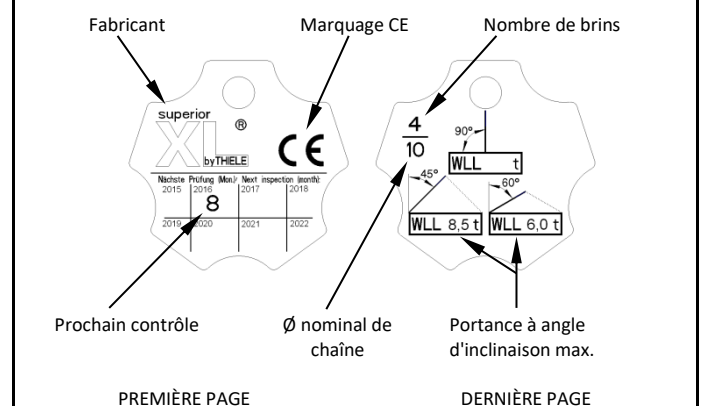 Fabricant
Marquage CE
Nombre de brins
superior
XL
®
by THIELE
CE
Nächste Prüfung (Mon.)/ Next inspection (month):
2015 2016 2017 2018
8
2019 2020 2021 2022
4
10
90°
WLL t
45°
60°
WLL 8,5 t
WLL 6,0 t
Prochain contrôle
Ø nominal de
chaîne
Portance à angle
d'inclinaison max.
PREMIÈRE PAGE
DERNIÈRE PAGE